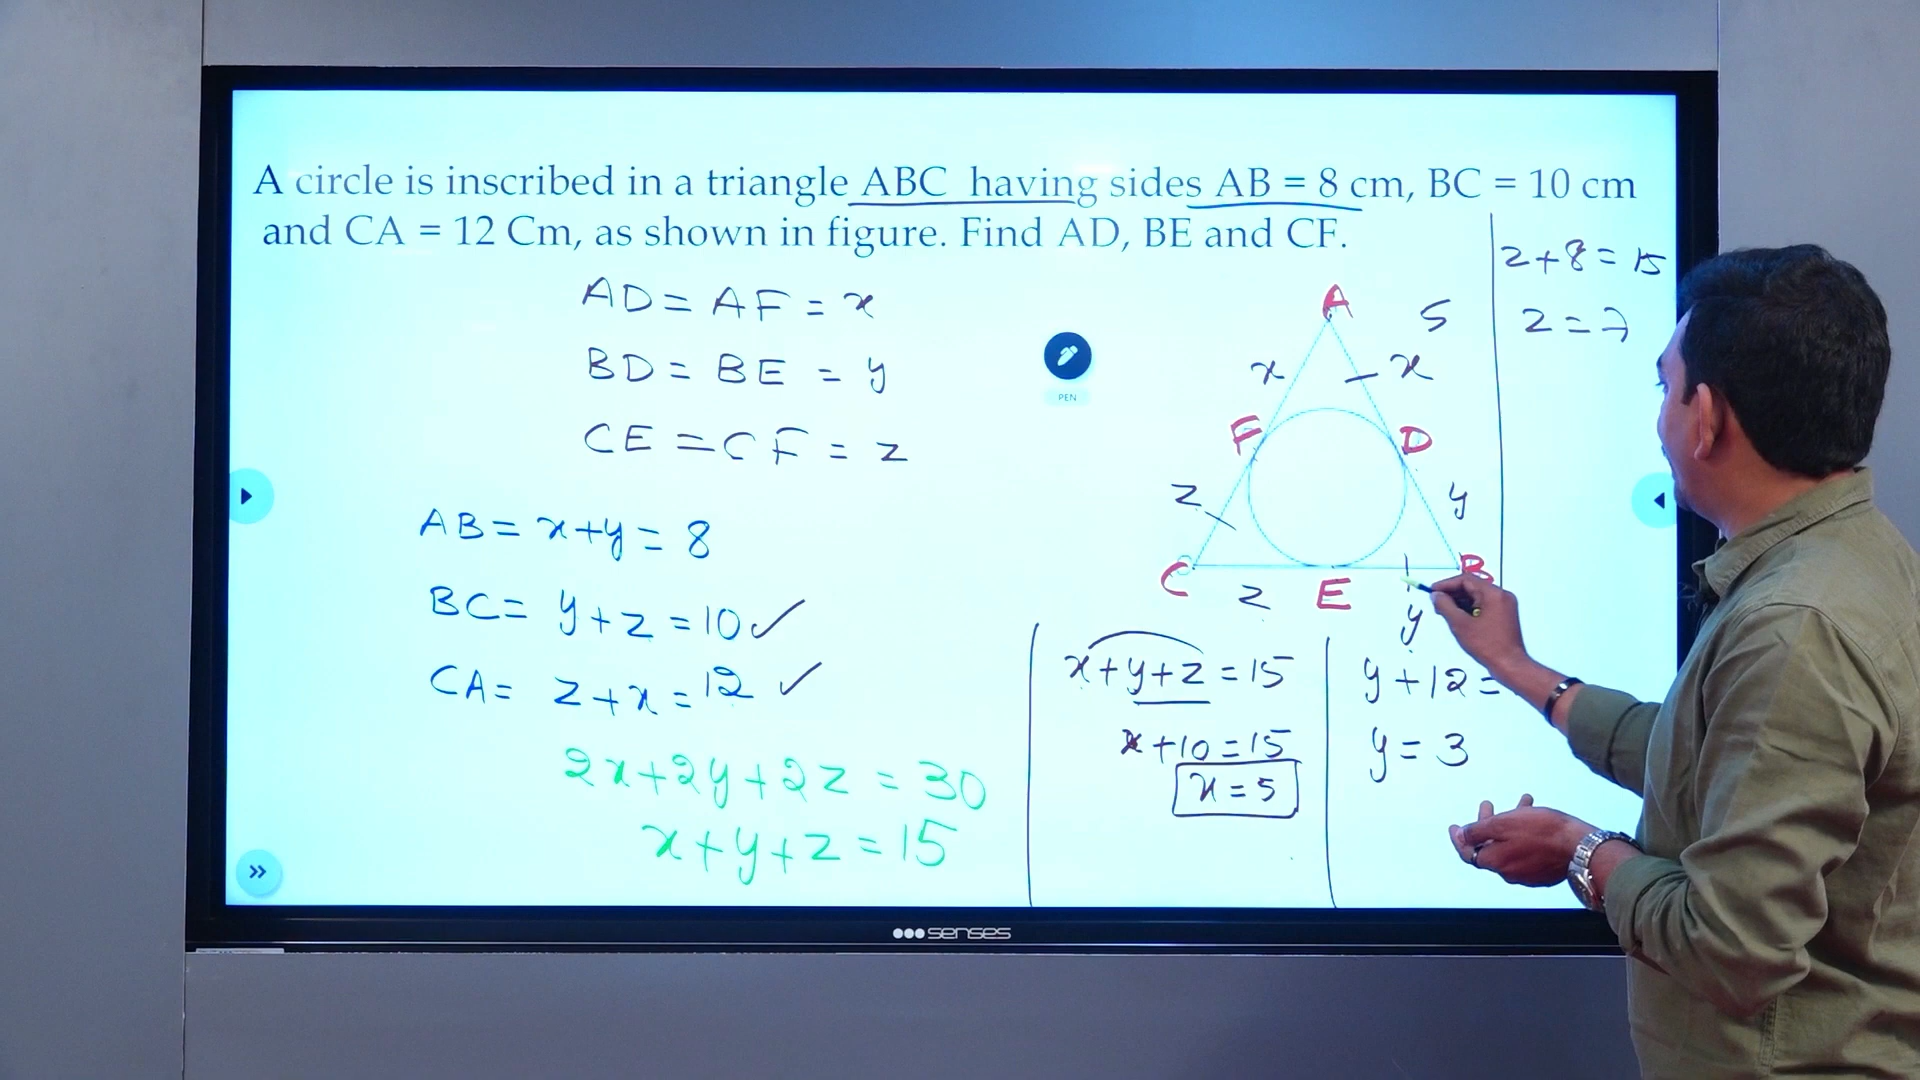 A circle is inscribed in a triangle ABC having sides AB = 8 cm, BC = 10 cm
and CA = 12 Cm, as shown in figure. Find AD, BE and CF.
AD = AF = x
BD = BE = y
CE = CF = z
AB = x+y = 8
BC = y+z = 10 ✓
CA = z+x = 12 ✓
2x+2y+2z = 30
x+y+z = 15
PEN
A
5
x
x
F
D
z
y
C
B
z
E
y
x+y+z = 15
x+10 = 15
x = 5
y+12 =
y = 3
z+8 = 15
z = 7
senses